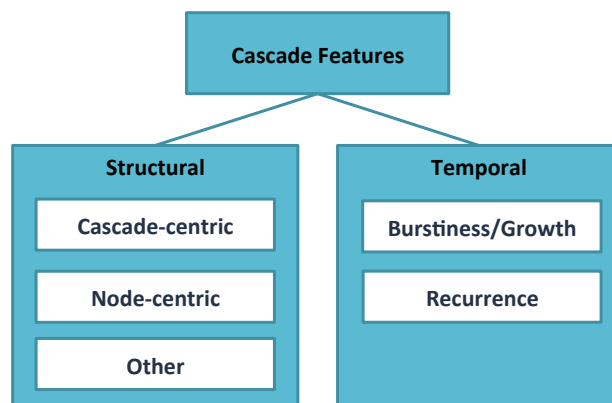 Cascade Features
Structural
Cascade-centric
Node-centric
Other
Temporal
Burstiness/Growth
Recurrence